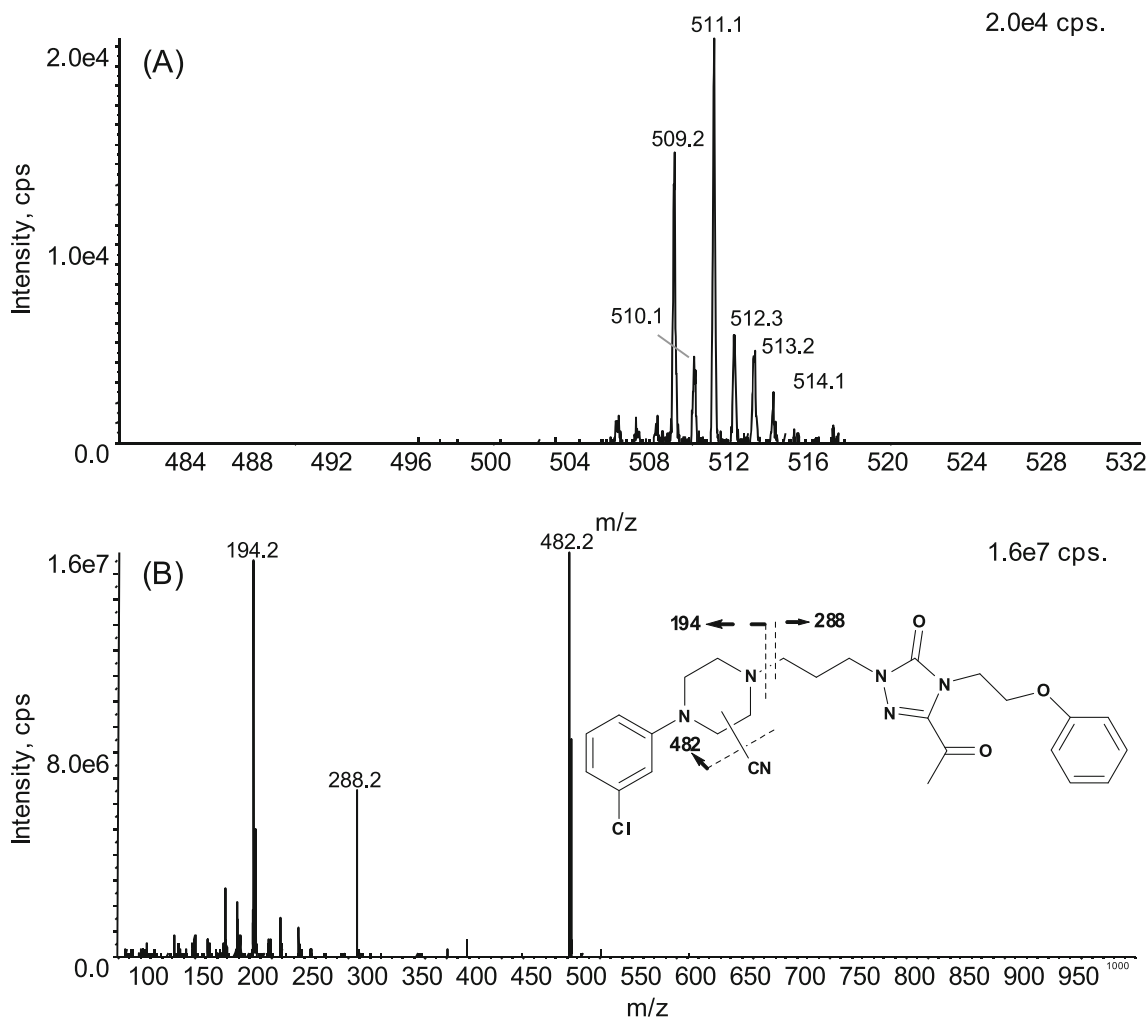 2.0e4 cps.
511.1
2.0e4
(A)
509.2
1.0e4
510.1
512.3
513.2
514.1
Intensity, cps
0.0
484 488 492 496 500 504 508 512 516 520 524 528 532
m/z
1.6e7 cps.
482.2
194.2
1.6e7
(B)
194
288
O
N
N
O
N
N
N
482
O
CN
Cl
8.0e6
288.2
Intensity, cps
0.0
100 150 200 250 300 350 400 450 500 550 600 650 700 750 800 850 900 950 1000
m/z